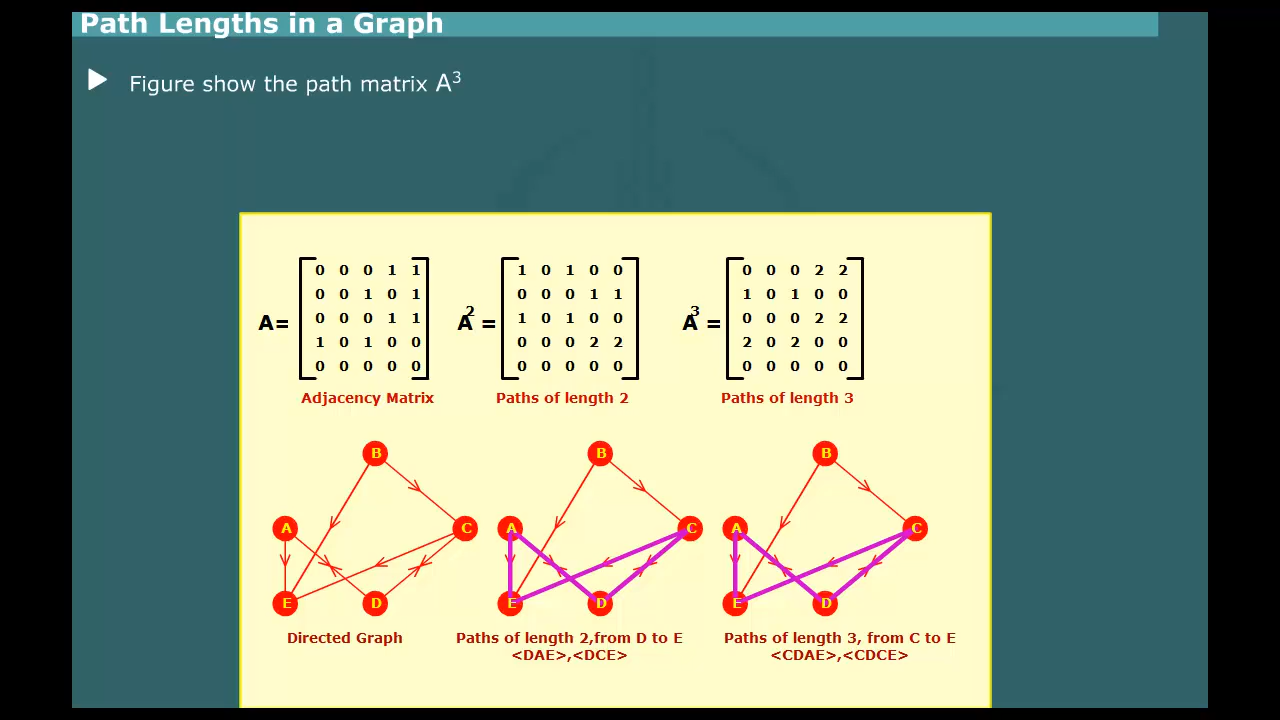 Path Lengths in a Graph
Figure show the path matrix A³
A= 0 0 0 1 1
0 0 1 0 1
0 0 0 1 1
1 0 1 0 0
0 0 0 0 0
Adjacency Matrix
A² = 1 0 1 0 0
0 0 0 1 1
1 0 1 0 0
0 0 0 2 2
0 0 0 0 0
Paths of length 2
A³ = 0 0 0 2 2
1 0 1 0 0
0 0 0 2 2
2 0 2 0 0
0 0 0 0 0
Paths of length 3
B
A
C
E
D
Directed Graph
B
A
C
E
D
Paths of length 2,from D to E
<DAE>,<DCE>
B
A
C
E
D
Paths of length 3, from C to E
<CDAE>,<CDCE>